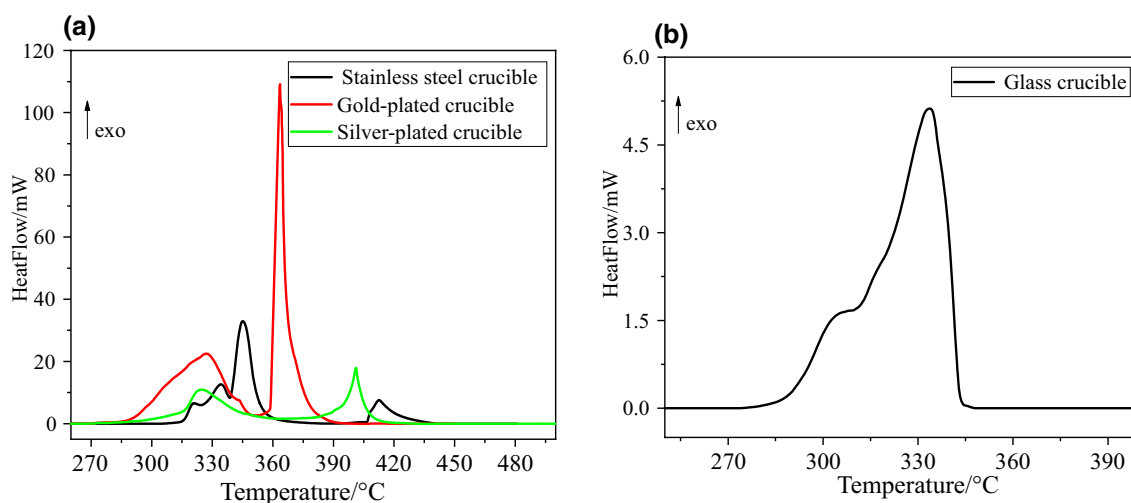 (a)
120
100
80
60
40
20
0
HeatFlow/mW
exo
Stainless steel crucible
Gold-plated crucible
Silver-plated crucible
270 300 330 360 390 420 450 480
Temperature/°C
(b)
6.0
4.5
3.0
1.5
0.0
HeatFlow/mW
exo
Glass crucible
270 300 330 360 390
Temperature/°C